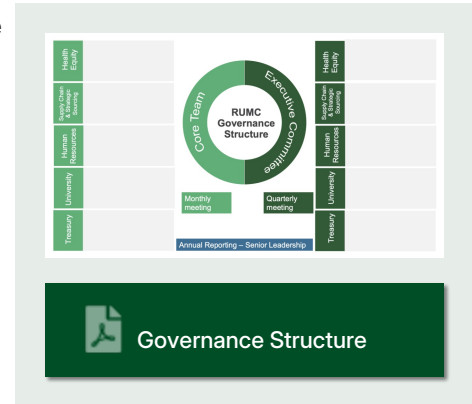 e
Health
Equity
Supply Chain
& Strategic
Sourcing
Human
Resources
University
Treasury
Core Team
Executive Committee
RUMC
Governance
Structure
Monthly
meeting
Quarterly
meeting
Annual Reporting – Senior Leadership
Health
Equity
Supply Chain
& Strategic
Sourcing
Human
Resources
University
Treasury
Governance Structure